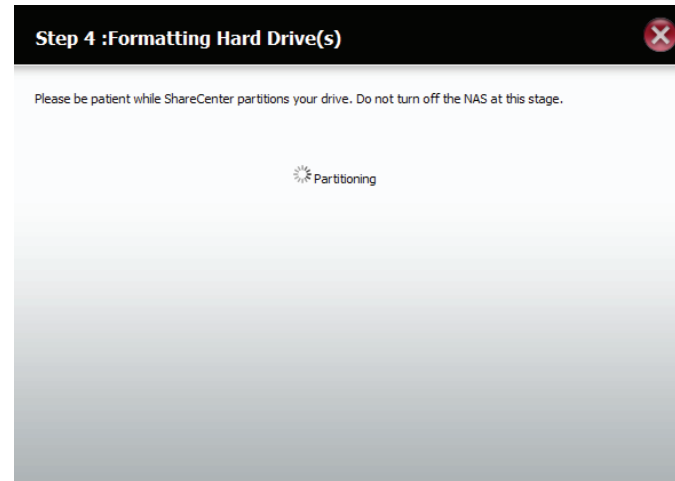 Step 4 :Formatting Hard Drive(s)
Please be patient while ShareCenter partitions your drive. Do not turn off the NAS at this stage.
Partitioning